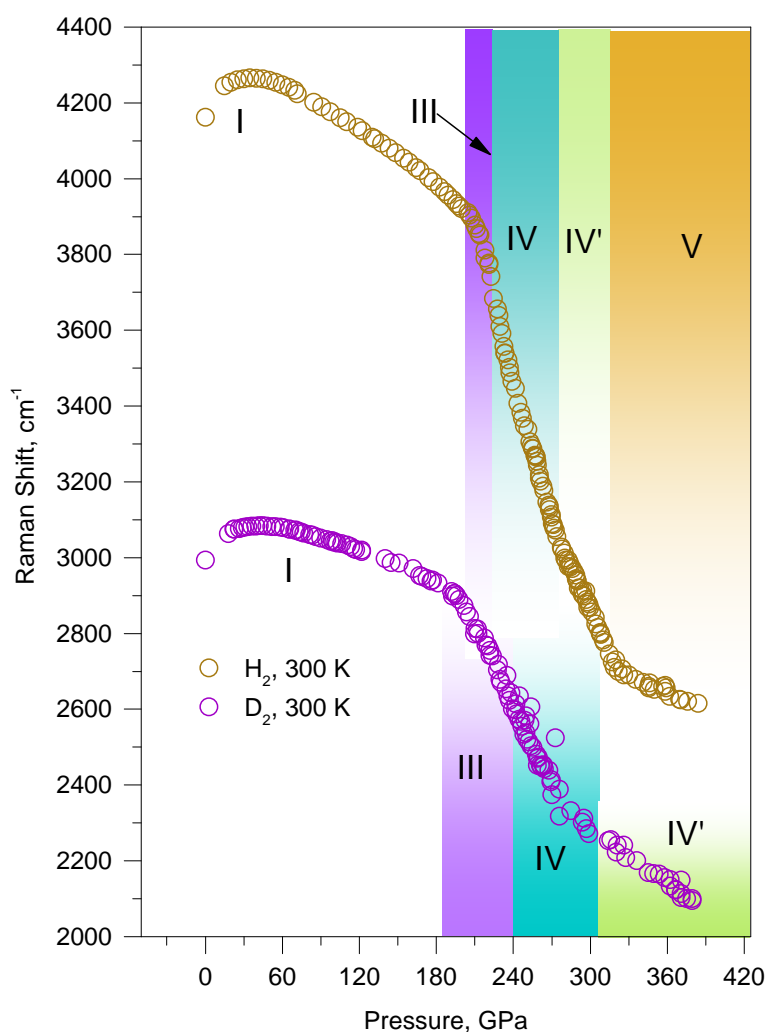 4400
4200
4000
3800
3600
3400
3200
3000
2800
2600
2400
2200
2000
Raman Shift, cm⁻¹
I
III
IV
IV'
V
I
H₂, 300 K
D₂, 300 K
III
IV
IV'
0
60
120
180
240
300
360
420
Pressure, GPa